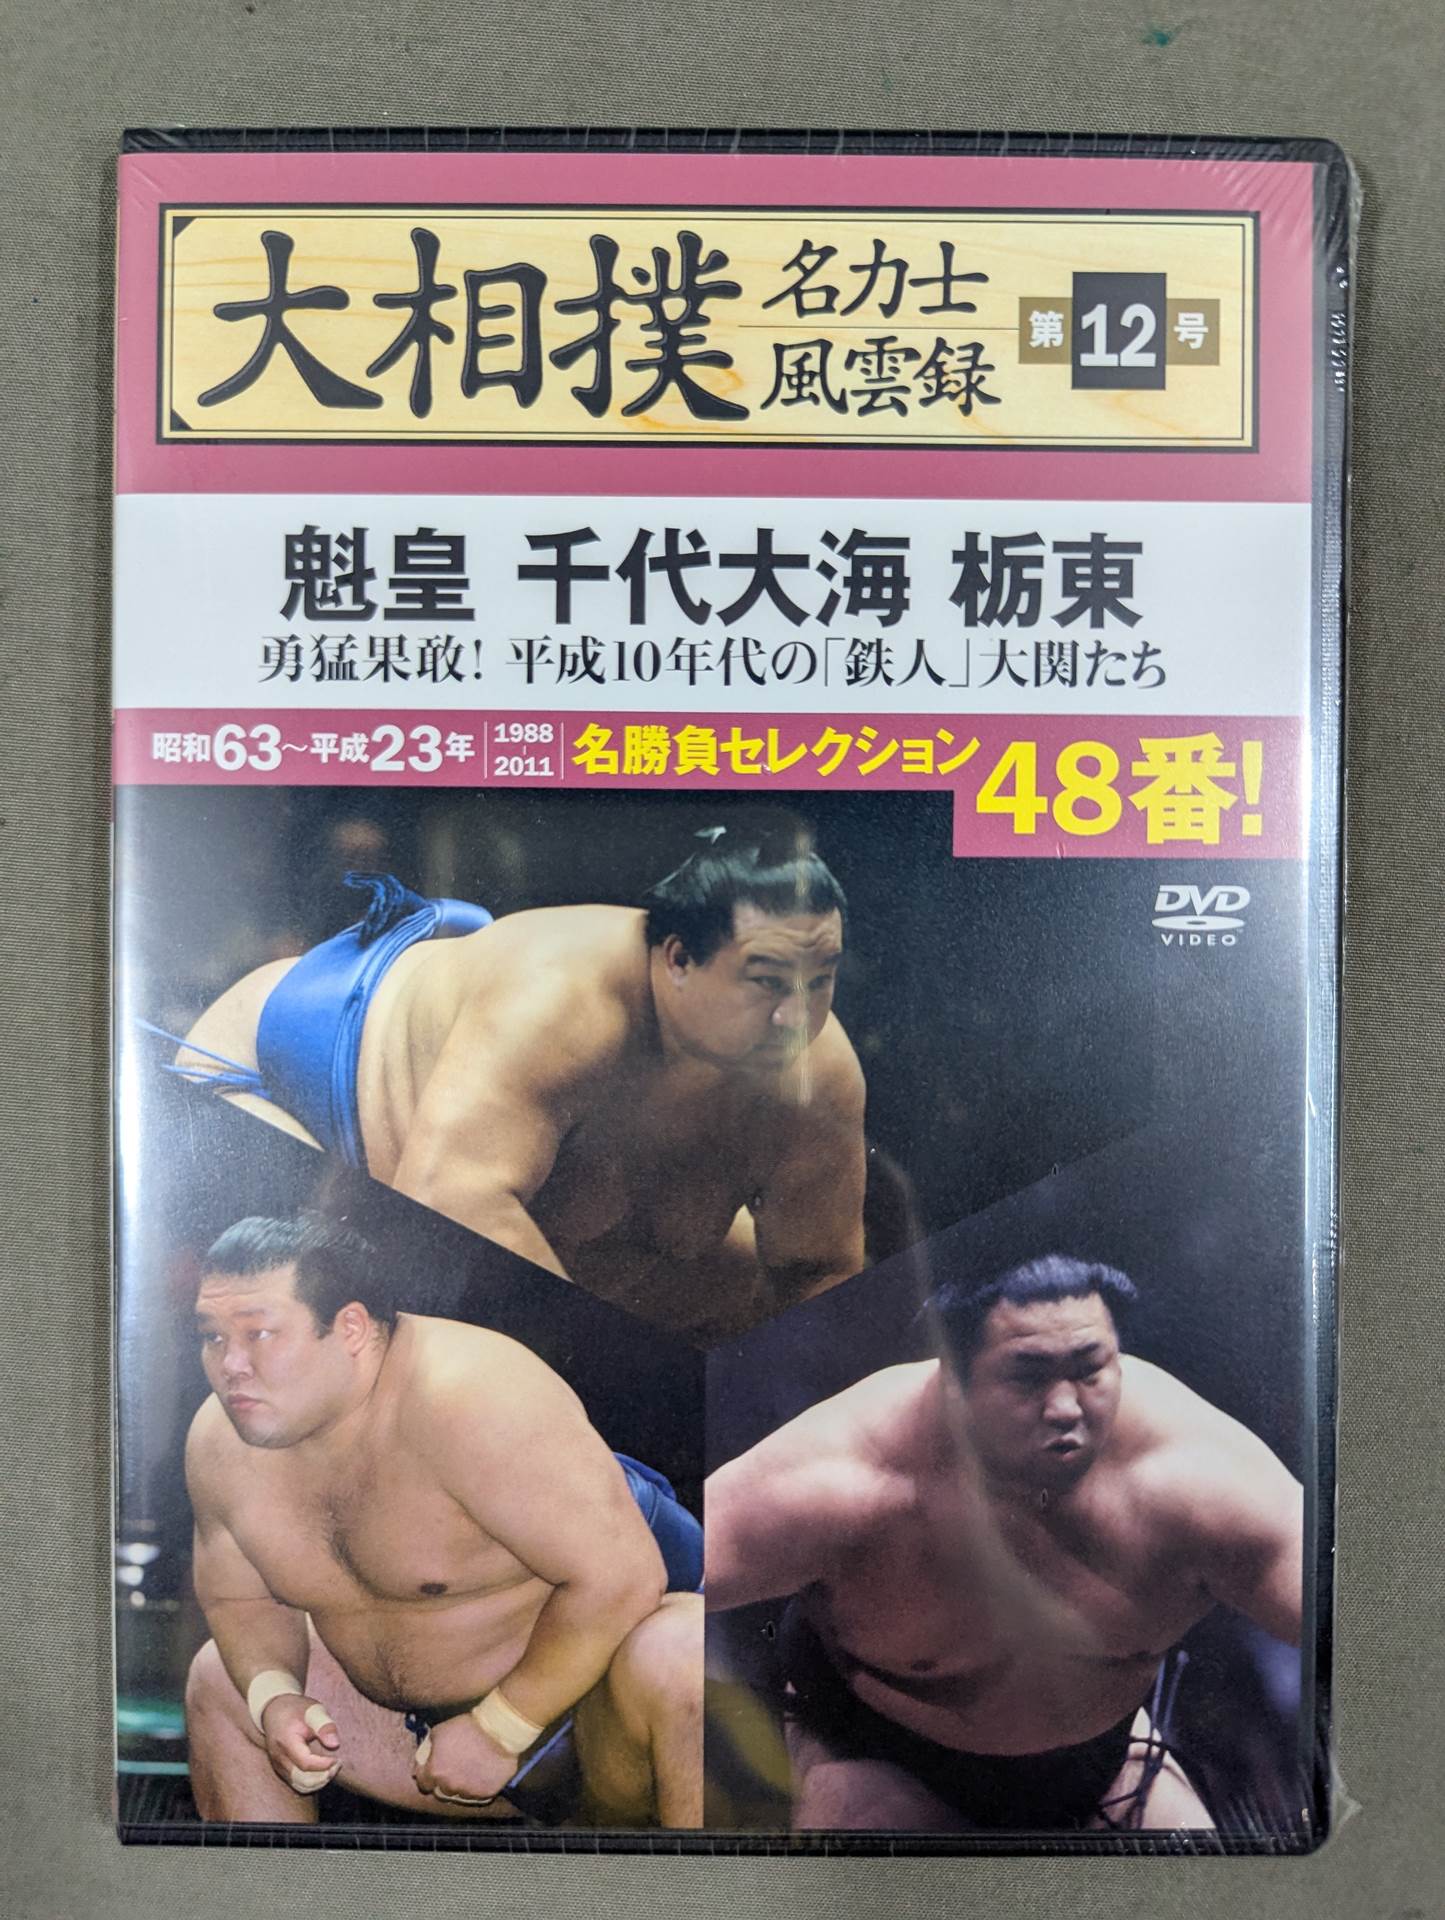 大相撲
名力士
風雲録
第12号
魁皇 千代大海 栃東
勇猛果敢! 平成10年代の「鉄人」大関たち
昭和63～平成23年 1988-2011 名勝負セレクション48番!
DVD
VIDEO